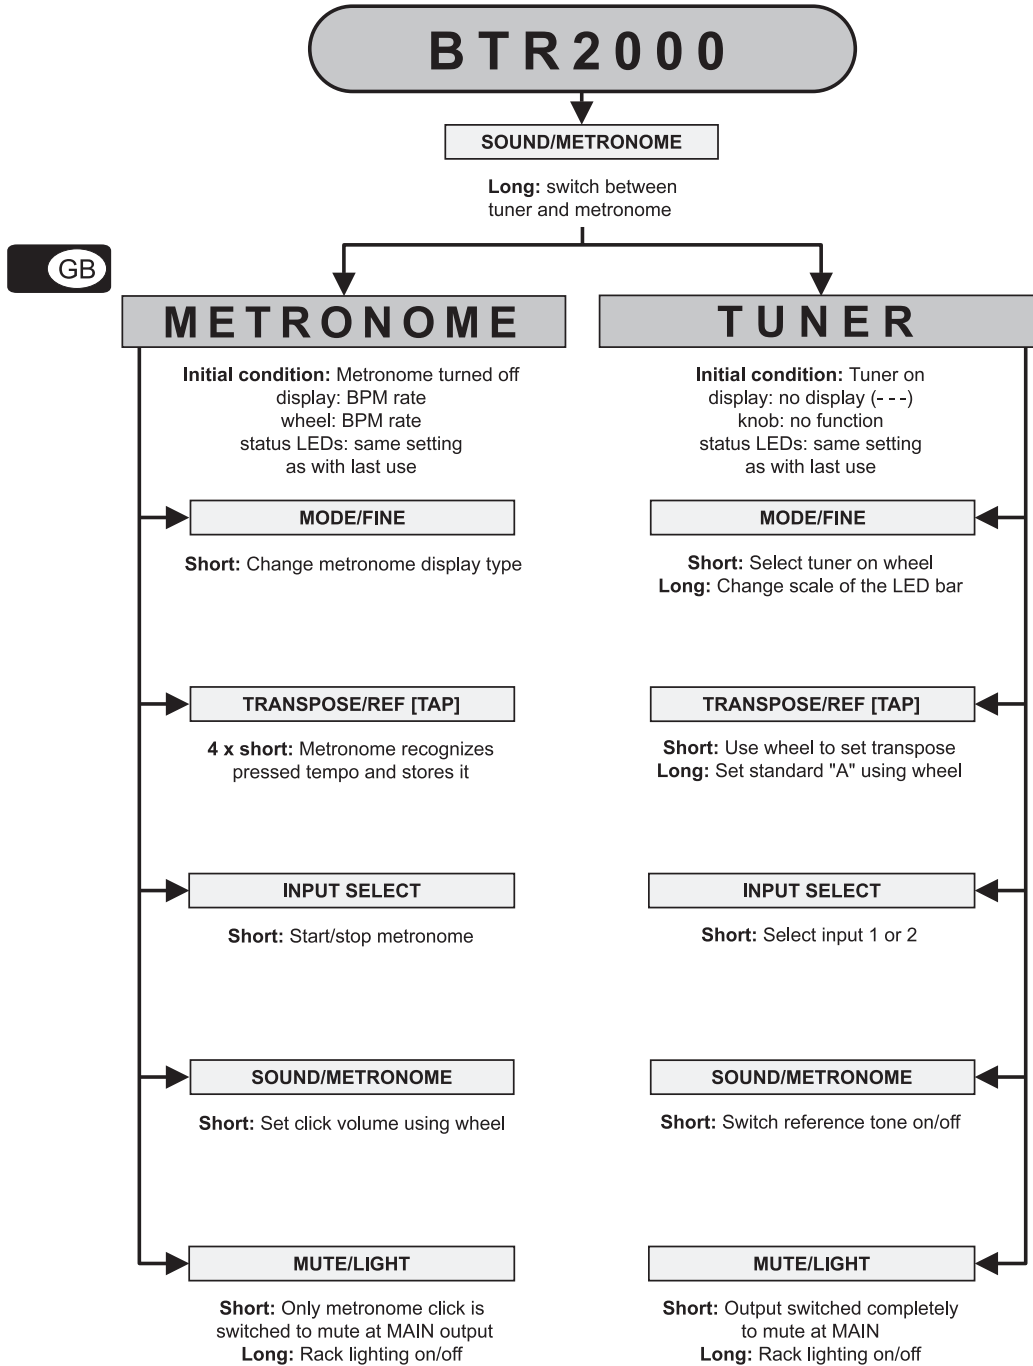 BTR2000
SOUND/METRONOME
Long: switch between
tuner and metronome
GB
METRONOME
Initial condition: Metronome turned off
display: BPM rate
wheel: BPM rate
status LEDs: same setting
as with last use
MODE/FINE
Short: Change metronome display type
TRANSPOSE/REF [TAP]
4 x short: Metronome recognizes
pressed tempo and stores it
INPUT SELECT
Short: Start/stop metronome
SOUND/METRONOME
Short: Set click volume using wheel
MUTE/LIGHT
Short: Only metronome click is
switched to mute at MAIN output
Long: Rack lighting on/off
TUNER
Initial condition: Tuner on
display: no display (---)
knob: no function
status LEDs: same setting
as with last use
MODE/FINE
Short: Select tuner on wheel
Long: Change scale of the LED bar
TRANSPOSE/REF [TAP]
Short: Use wheel to set transpose
Long: Set standard "A" using wheel
INPUT SELECT
Short: Select input 1 or 2
SOUND/METRONOME
Short: Switch reference tone on/off
MUTE/LIGHT
Short: Output switched completely
to mute at MAIN
Long: Rack lighting on/off